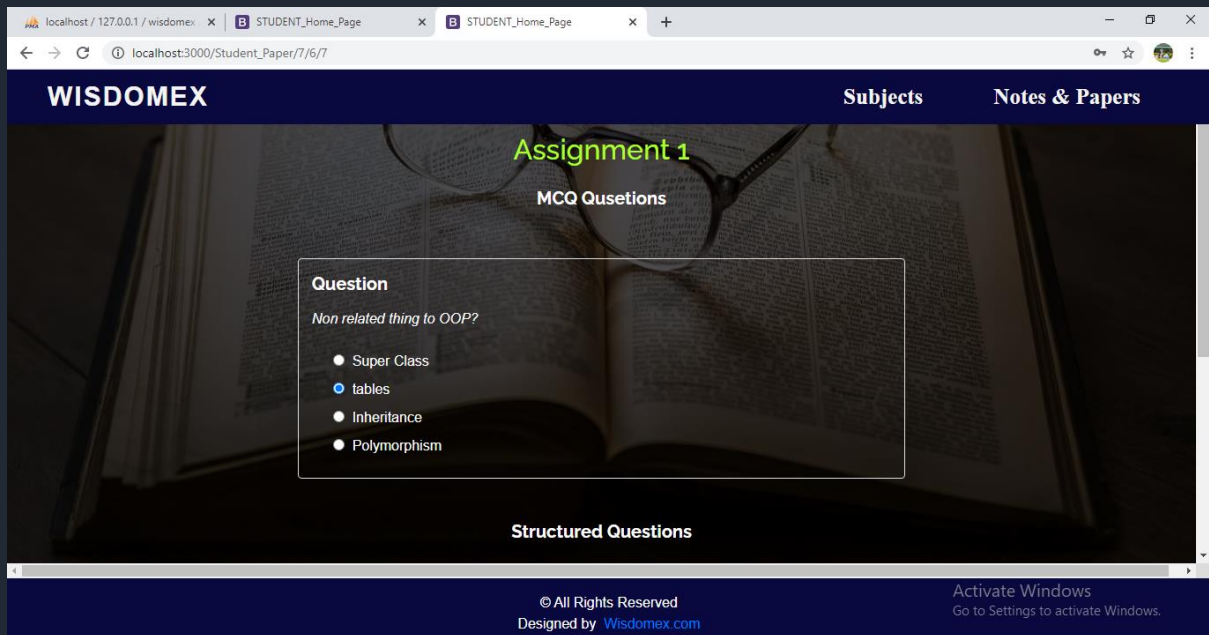 localhost / 127.0.0.1 / wisdomex
STUDENT_Home_Page
STUDENT_Home_Page
localhost:3000/Student_Paper/7/6/7
WISDOMEX
Subjects
Notes & Papers
Assignment 1
MCQ Qusetions
Question
Non related thing to OOP?
Super Class
tables
Inheritance
Polymorphism
Structured Questions
© All Rights Reserved
Designed by Wisdomex.com
Activate Windows
Go to Settings to activate Windows.